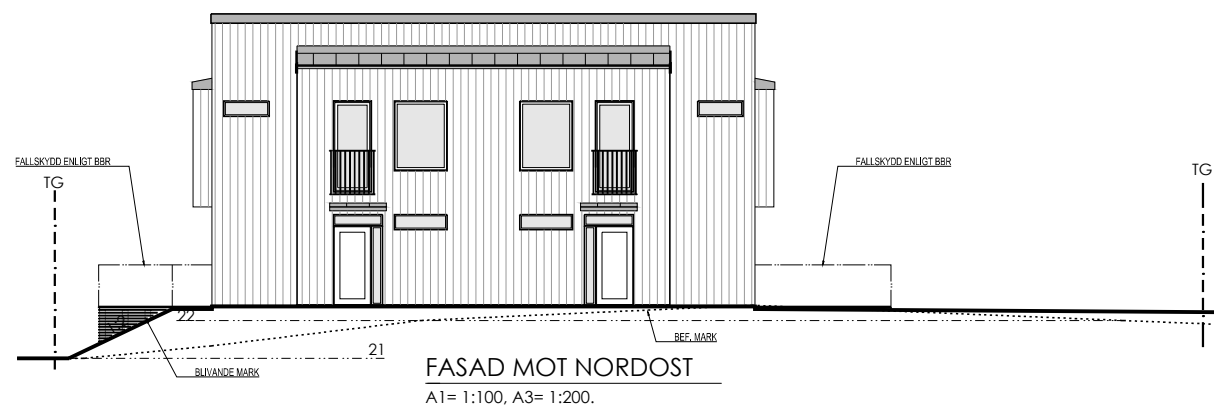 FALLSKYDD ENLIGT BBR
FALLSKYDD ENLIGT BBR
TG
TG
22
BEF. MARK
21
BLIVANDE MARK
FASAD MOT NORDOST
A1= 1:100, A3= 1:200.